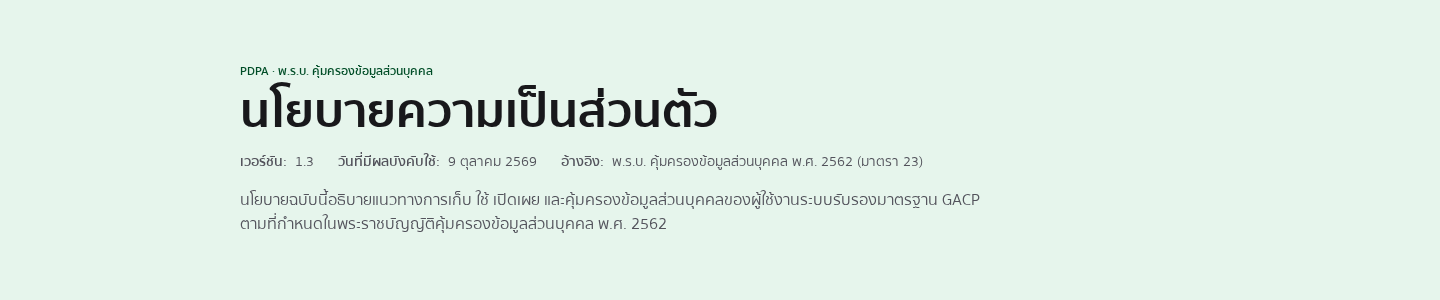 PDPA · พ.ร.บ. คุ้มครองข้อมูลส่วนบุคคล
นโยบายความเป็นส่วนตัว
เวอร์ชัน: 1.3 วันที่มีผลบังคับใช้: 9 ตุลาคม 2569 อ้างอิง: พ.ร.บ. คุ้มครองข้อมูลส่วนบุคคล พ.ศ. 2562 (มาตรา 23)
นโยบายฉบับนี้อธิบายแนวทางการเก็บ ใช้ เปิดเผย และคุ้มครองข้อมูลส่วนบุคคลของผู้ใช้งานระบบรับรองมาตรฐาน GACP
ตามที่กำหนดในพระราชบัญญัติคุ้มครองข้อมูลส่วนบุคคล พ.ศ. 2562